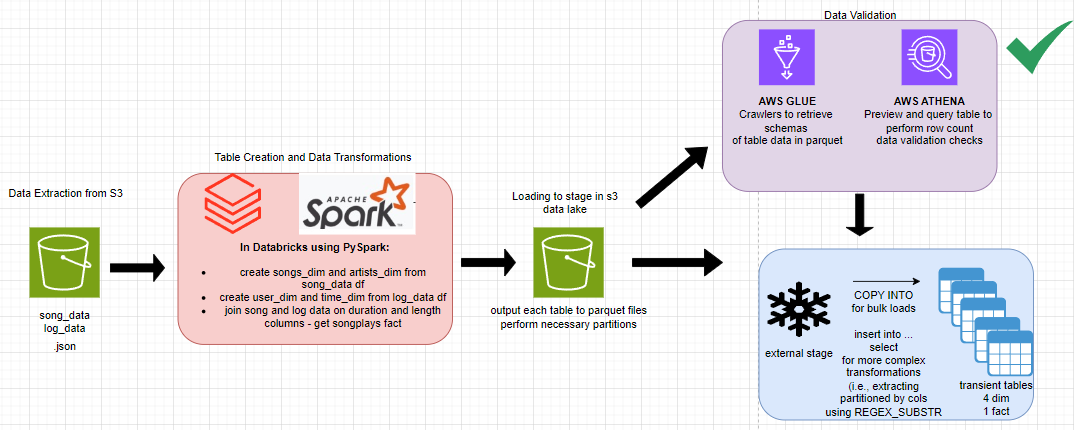 Data Extraction from S3
song_data
log_data
.json
Table Creation and Data Transformations
APACHE
Spark
In Databricks using PySpark:
• create songs_dim and artists_dim from
song_data df
• create user_dim and time_dim from log_data df
• join song and log data on duration and length
columns - get songplays fact
Loading to stage in s3
data lake
output each table to parquet files
perform necessary partitions
Data Validation
AWS GLUE
Crawlers to retrieve
schemas
of table data in parquet
AWS ATHENA
Preview and query table to
perform row count
data validation checks
external stage
COPY INTO
for bulk loads
insert into ...
select
for more complex
transformations
(i.e., extracting
partitioned by cols
using REGEX_SUBSTR
transient tables
4 dim
1 fact